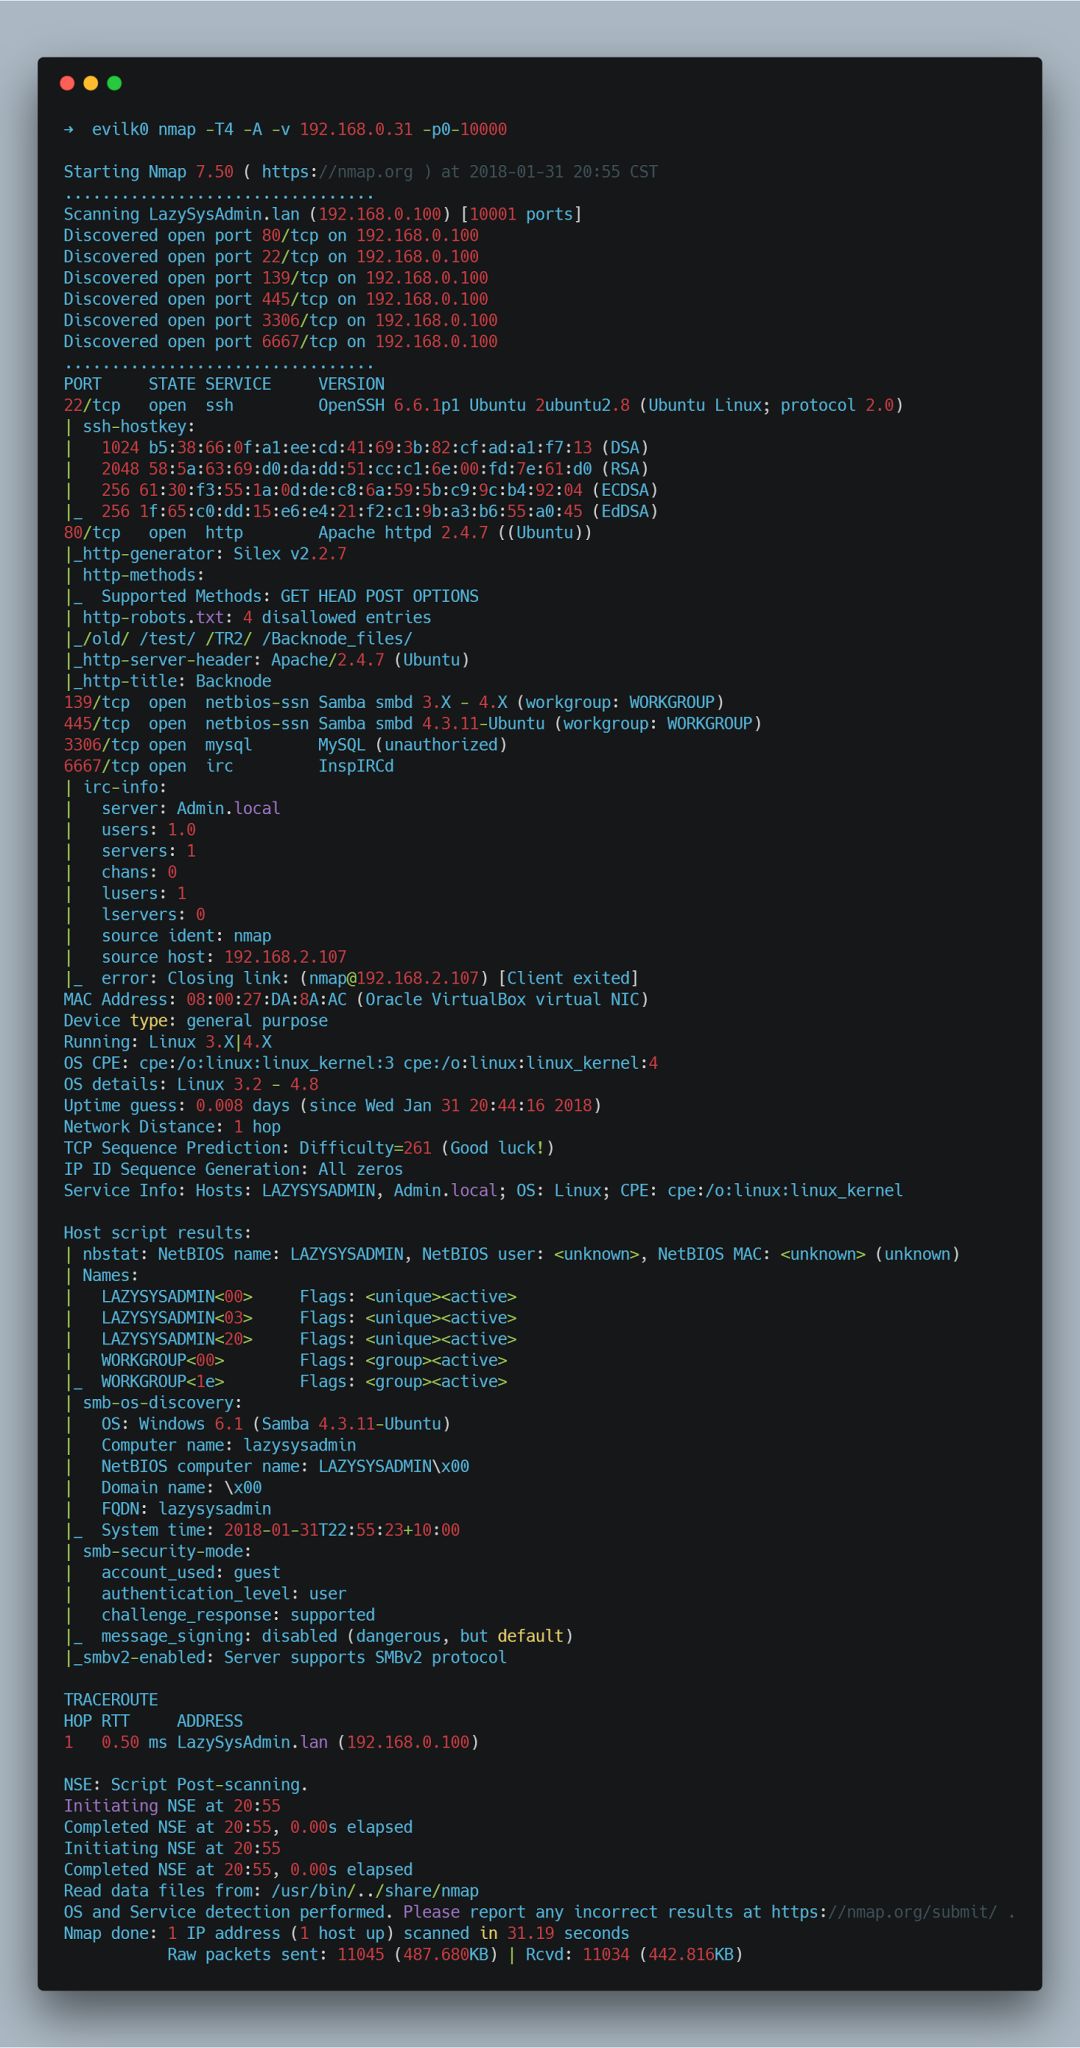 →  evilk0 nmap -T4 -A -v 192.168.0.31 -p0-10000
Starting Nmap 7.50 ( https://nmap.org ) at 2018-01-31 20:55 CST
.................................
Scanning LazySysAdmin.lan (192.168.0.100) [10001 ports]
Discovered open port 80/tcp on 192.168.0.100
Discovered open port 22/tcp on 192.168.0.100
Discovered open port 139/tcp on 192.168.0.100
Discovered open port 445/tcp on 192.168.0.100
Discovered open port 3306/tcp on 192.168.0.100
Discovered open port 6667/tcp on 192.168.0.100
.................................
PORT     STATE SERVICE     VERSION
22/tcp   open  ssh         OpenSSH 6.6.1p1 Ubuntu 2ubuntu2.8 (Ubuntu Linux; protocol 2.0)
| ssh-hostkey:
|   1024 b5:38:66:0f:a1:ee:cd:41:69:3b:82:cf:ad:a1:f7:13 (DSA)
|   2048 58:5a:63:69:d0:da:dd:51:cc:c1:6e:00:fd:7e:61:d0 (RSA)
|   256 61:30:f3:55:1a:0d:de:c8:6a:59:5b:c9:9c:b4:92:04 (ECDSA)
|_  256 1f:65:c0:dd:15:e6:e4:21:f2:c1:9b:a3:b6:55:a0:45 (EdDSA)
80/tcp   open  http        Apache httpd 2.4.7 ((Ubuntu))
|_http-generator: Silex v2.2.7
| http-methods:
|_  Supported Methods: GET HEAD POST OPTIONS
| http-robots.txt: 4 disallowed entries
|_/old/ /test/ /TR2/ /Backnode_files/
|_http-server-header: Apache/2.4.7 (Ubuntu)
|_http-title: Backnode
139/tcp  open  netbios-ssn Samba smbd 3.X - 4.X (workgroup: WORKGROUP)
445/tcp  open  netbios-ssn Samba smbd 4.3.11-Ubuntu (workgroup: WORKGROUP)
3306/tcp open  mysql       MySQL (unauthorized)
6667/tcp open  irc         InspIRCd
| irc-info:
|   server: Admin.local
|   users: 1.0
|   servers: 1
|   chans: 0
|   lusers: 1
|   lservers: 0
|   source ident: nmap
|   source host: 192.168.2.107
|_  error: Closing link: (nmap@192.168.2.107) [Client exited]
MAC Address: 08:00:27:DA:8A:AC (Oracle VirtualBox virtual NIC)
Device type: general purpose
Running: Linux 3.X|4.X
OS CPE: cpe:/o:linux:linux_kernel:3 cpe:/o:linux:linux_kernel:4
OS details: Linux 3.2 - 4.8
Uptime guess: 0.008 days (since Wed Jan 31 20:44:16 2018)
Network Distance: 1 hop
TCP Sequence Prediction: Difficulty=261 (Good luck!)
IP ID Sequence Generation: All zeros
Service Info: Hosts: LAZYSYSADMIN, Admin.local; OS: Linux; CPE: cpe:/o:linux:linux_kernel
Host script results:
| nbstat: NetBIOS name: LAZYSYSADMIN, NetBIOS user: <unknown>, NetBIOS MAC: <unknown> (unknown)
| Names:
|   LAZYSYSADMIN<00>     Flags: <unique><active>
|   LAZYSYSADMIN<03>     Flags: <unique><active>
|   LAZYSYSADMIN<20>     Flags: <unique><active>
|   WORKGROUP<00>        Flags: <group><active>
|_  WORKGROUP<1e>        Flags: <group><active>
| smb-os-discovery:
|   OS: Windows 6.1 (Samba 4.3.11-Ubuntu)
|   Computer name: lazysysadmin
|   NetBIOS computer name: LAZYSYSADMIN\x00
|   Domain name: \x00
|   FQDN: lazysysadmin
|_  System time: 2018-01-31T22:55:23+10:00
| smb-security-mode:
|   account_used: guest
|   authentication_level: user
|   challenge_response: supported
|_  message_signing: disabled (dangerous, but default)
|_smbv2-enabled: Server supports SMBv2 protocol
TRACEROUTE
HOP RTT     ADDRESS
1   0.50 ms LazySysAdmin.lan (192.168.0.100)
NSE: Script Post-scanning.
Initiating NSE at 20:55
Completed NSE at 20:55, 0.00s elapsed
Initiating NSE at 20:55
Completed NSE at 20:55, 0.00s elapsed
Read data files from: /usr/bin/../share/nmap
OS and Service detection performed. Please report any incorrect results at https://nmap.org/submit/ .
Nmap done: 1 IP address (1 host up) scanned in 31.19 seconds
           Raw packets sent: 11045 (487.680KB) | Rcvd: 11034 (442.816KB)